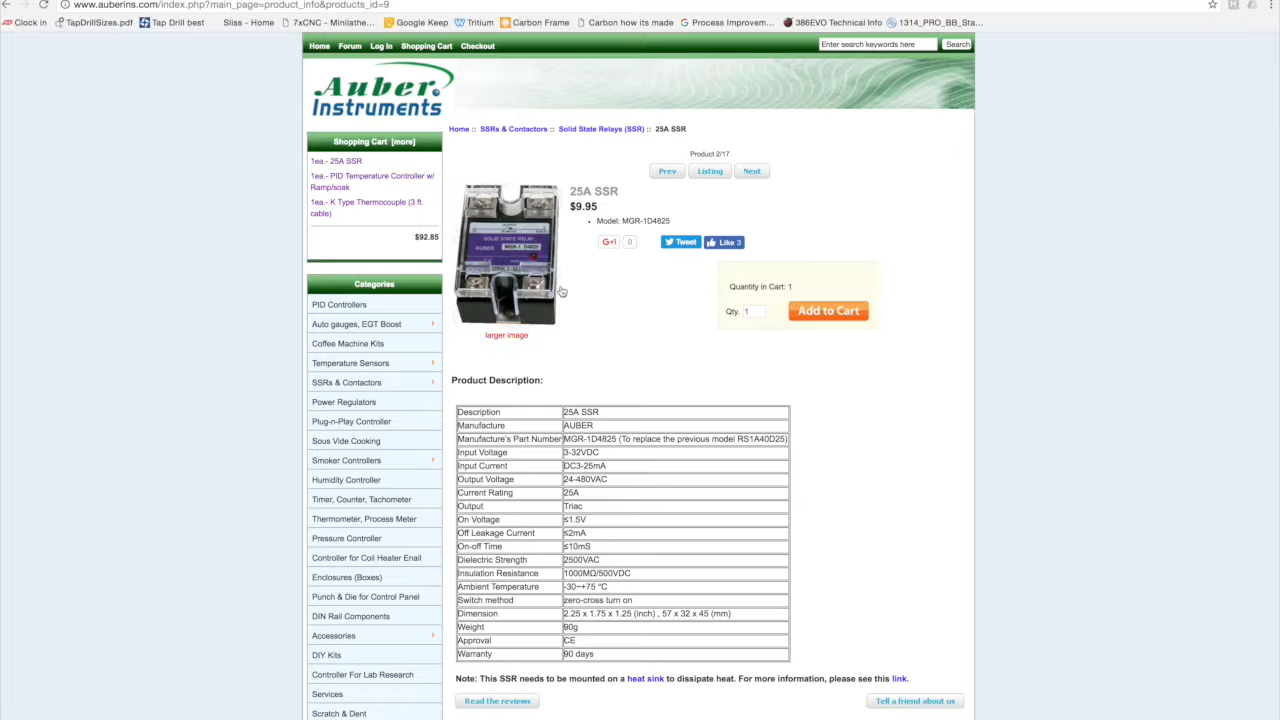 www.auberins.com/index.php?main_page=product_info&products_id=9
Clock in TapDrillSizes.pdf Tap Drill best Sliss - Home 7xCNC - Minilathe... Google Keep Tritium Carbon Frame Carbon how its made Process Improvem... 386EVO Technical Info 1314_PRO_BB_Sta...
Home Forum Log In Shopping Cart Checkout
Enter search keywords here Search
Auber
Instruments
Home :: SSRs & Contactors :: Solid State Relays (SSR) :: 25A SSR
Shopping Cart [more]
1ea.- 25A SSR
1ea.- PID Temperature Controller w/
Ramp/soak
1ea.- K Type Thermocouple (3 ft.
cable)
$92.85
Categories
PID Controllers
Auto gauges, EGT Boost
Coffee Machine Kits
Temperature Sensors
SSRs & Contactors
Power Regulators
Plug-n-Play Controller
Sous Vide Cooking
Smoker Controllers
Humidity Controller
Timer, Counter, Tachometer
Thermometer, Process Meter
Pressure Controller
Controller for Coil Heater Enail
Enclosures (Boxes)
Punch & Die for Control Panel
DIN Rail Components
Accessories
DIY Kits
Controller For Lab Research
Services
Scratch & Dent
Product 2/17
Prev Listing Next
SOLID STATE RELAY
AUBER MGR-1 D4825
larger image
25A SSR
$9.95
Model: MGR-1D4825
G+1 0 Tweet Like 3
Quantity in Cart: 1
Qty. 1 Add to Cart
Product Description:
Description 25A SSR
Manufacture AUBER
Manufacture's Part Number MGR-1D4825 (To replace the previous model RS1A40D25)
Input Voltage 3-32VDC
Input Current DC3-25mA
Output Voltage 24-480VAC
Current Rating 25A
Output Triac
On Voltage ≤1.5V
Off Leakage Current ≤2mA
On-off Time ≤10mS
Dielectric Strength 2500VAC
Insulation Resistance 1000MΩ/500VDC
Ambient Temperature -30~+75 °C
Switch method zero-cross turn on
Dimension 2.25 x 1.75 x 1.25 (inch) , 57 x 32 x 45 (mm)
Weight 90g
Approval CE
Warranty 90 days
Note: This SSR needs to be mounted on a heat sink to dissipate heat. For more information, please see this link.
Read the reviews Tell a friend about us